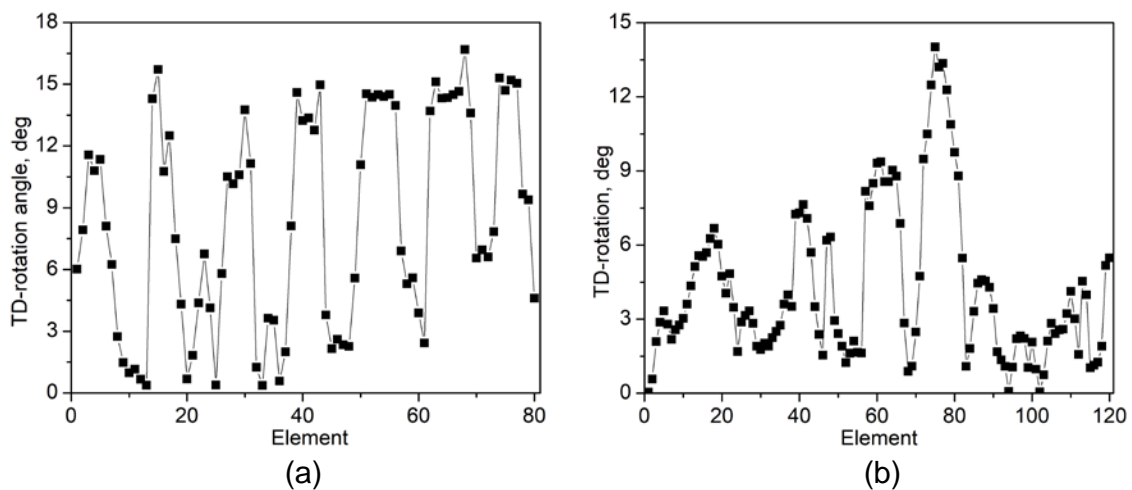 18
15
12
9
6
3
0
TD-rotation angle, deg
0 20 40 60 80
Element
(a)
15
12
9
6
3
0
TD-rotation, deg
0 20 40 60 80 100 120
Element
(b)